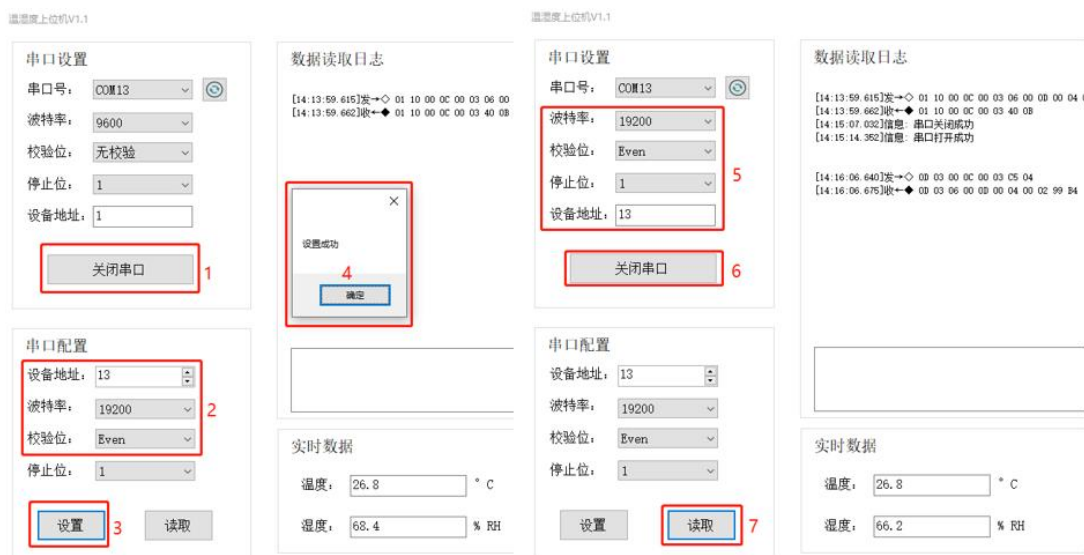 温湿度上位机V1.1
串口设置
串口号： COM13
波特率： 9600
校验位： 无校验
停止位： 1
设备地址： 1
关闭串口
1
数据读取日志
[14:13:59.615]发→◇ 01 10 00 0C 00 03 06 00
[14:13:59.662]收←◆ 01 10 00 0C 00 03 40 0B
设置成功
4
确定
串口配置
设备地址： 13
波特率： 19200
2
校验位： Even
停止位： 1
设置
3
读取
实时数据
温度： 26.8 ° C
湿度： 68.4 % RH
温湿度上位机V1.1
串口设置
串口号： COM13
波特率： 19200
校验位： Even
5
停止位： 1
设备地址： 13
关闭串口
6
数据读取日志
[14:13:59.615]发→◇ 01 10 00 0C 00 03 06 00 0D 00 04
[14:13:59.662]收←◆ 01 10 00 0C 00 03 40 0B
[14:15:07.032]信息: 串口关闭成功
[14:15:14.352]信息: 串口打开成功
[14:16:06.640]发→◇ 0D 03 00 0C 00 03 C5 04
[14:16:06.675]收←◆ 0D 03 06 00 0D 00 04 00 02 99 B4
串口配置
设备地址： 13
波特率： 19200
校验位： Even
停止位： 1
设置
读取
7
实时数据
温度： 26.8 ° C
湿度： 66.2 % RH